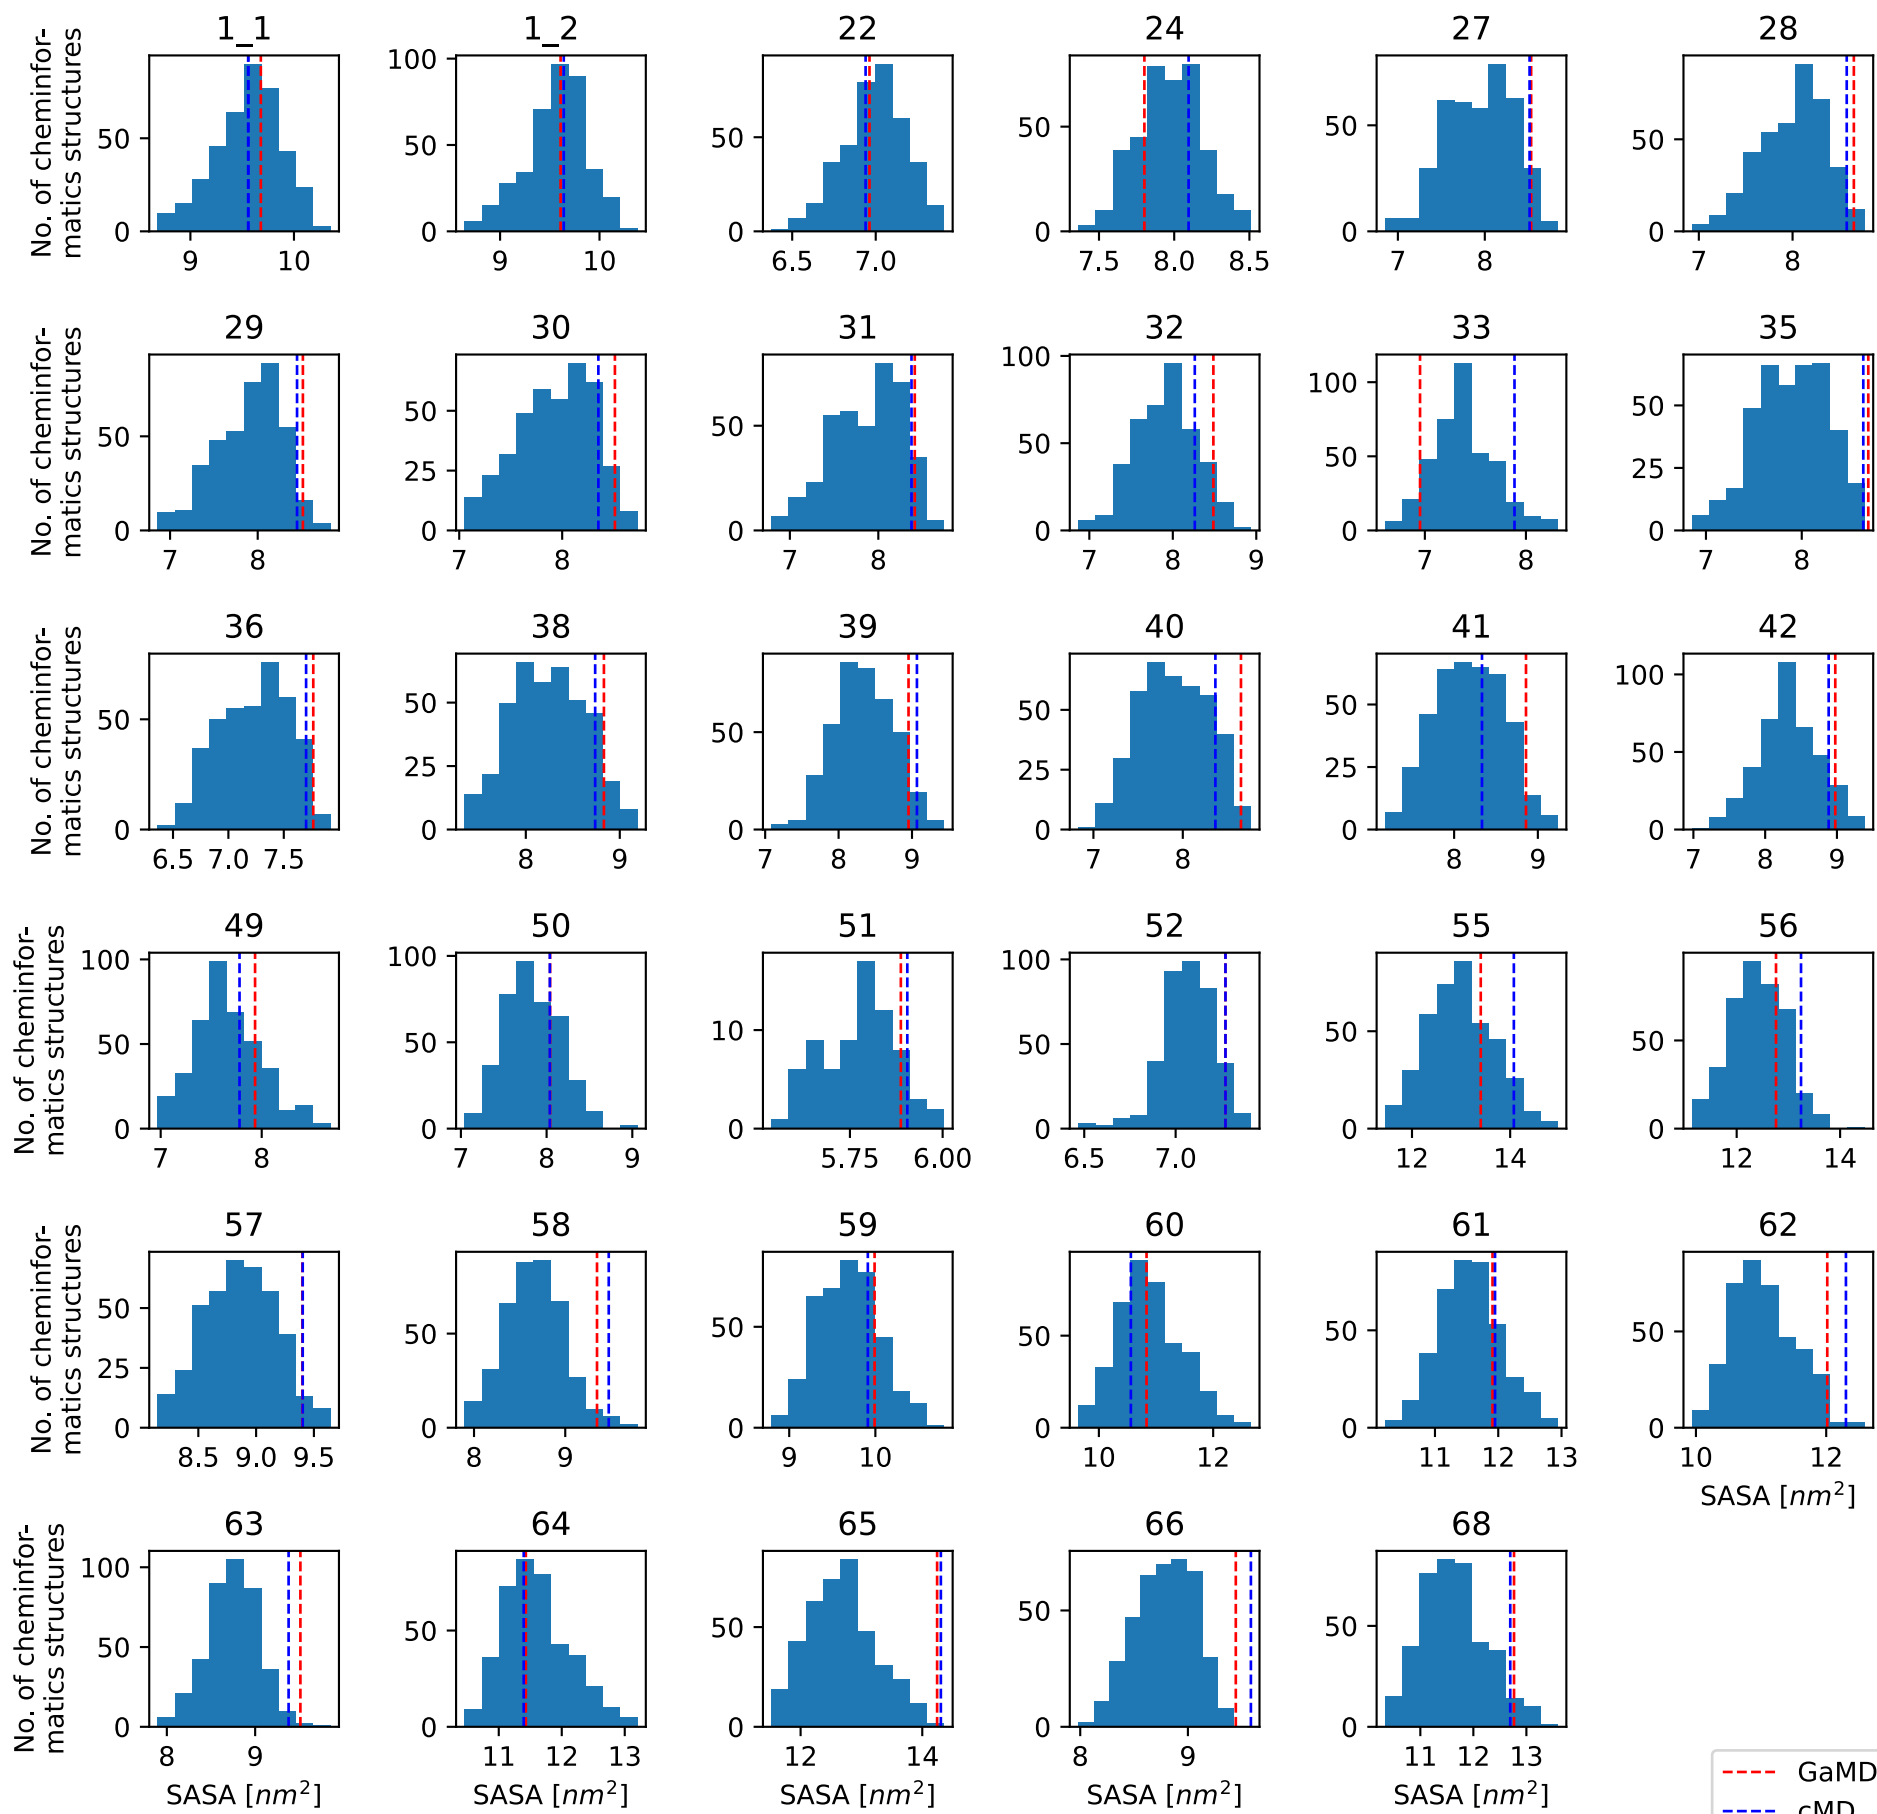 1_1 1_2 22 24 27 28
No. of cheminfor-
matics structures
50 0 9 10
100 50 0 9 10
50 0 6.5 7.0
50 0 7.5 8.0 8.5
50 0 7 8
50 0 7 8
29 30 31 32 33 35
No. of cheminfor-
matics structures
50 0 7 8
50 25 0 7 8
50 0 7 8
100 50 0 7 8 9
100 50 0 7 8
50 25 0 7 8
36 38 39 40 41 42
No. of cheminfor-
matics structures
50 0 6.5 7.0 7.5
50 25 0 8 9
50 0 7 8 9
50 0 7 8
50 25 0 8 9
100 50 0 7 8 9
49 50 51 52 55 56
No. of cheminfor-
matics structures
100 50 0 7 8
100 50 0 7 8 9
10 0 5.75 6.00
100 50 0 6.5 7.0
50 0 12 14
50 0 12 14
57 58 59 60 61 62
No. of cheminfor-
matics structures
50 25 0 8.5 9.0 9.5
50 0 8 9
50 0 9 10
50 0 10 12
50 0 11 12 13
50 0 10 12
SASA [nm²]
63 64 65 66 68
No. of cheminfor-
matics structures
100 50 0 8 9
50 0 11 12 13
50 0 12 14
50 0 8 9
50 0 11 12 13
SASA [nm²] SASA [nm²] SASA [nm²] SASA [nm²] SASA [nm²]
GaMD
cMD